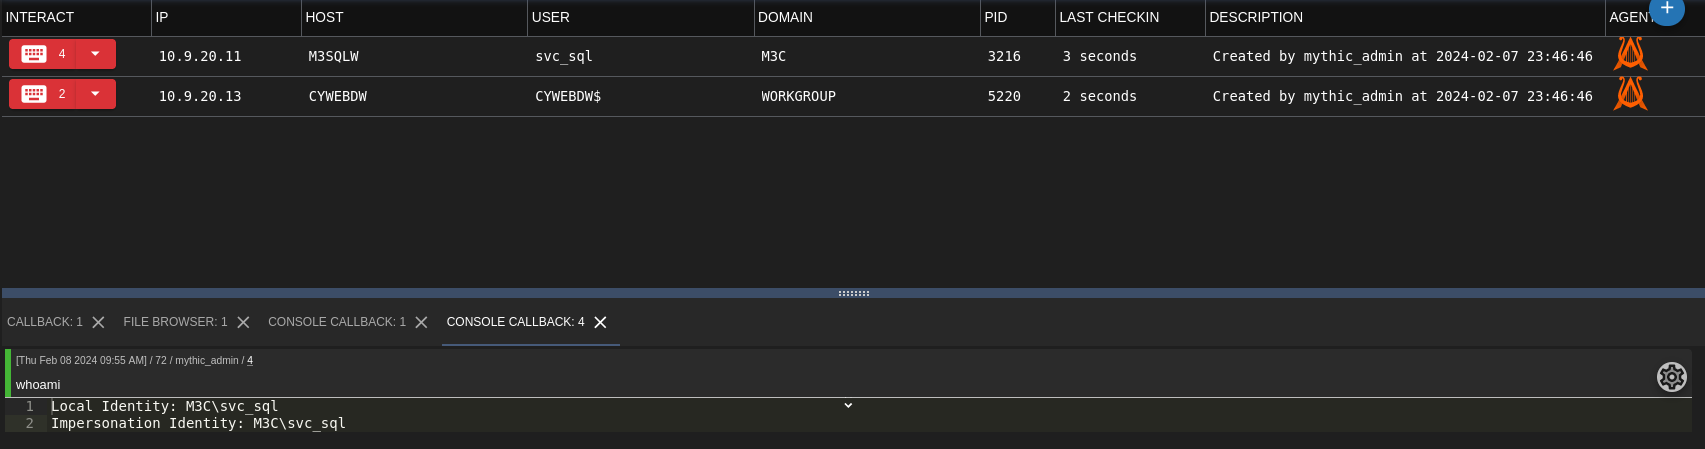 INTERACT IP HOST USER DOMAIN PID LAST CHECKIN DESCRIPTION AGENT
4 10.9.20.11 M3SQLW svc_sql M3C 3216 3 seconds Created by mythic_admin at 2024-02-07 23:46:46
2 10.9.20.13 CYWEBDW CYWEBDW$ WORKGROUP 5220 2 seconds Created by mythic_admin at 2024-02-07 23:46:46
CALLBACK: 1 FILE BROWSER: 1 CONSOLE CALLBACK: 1 CONSOLE CALLBACK: 4
[Thu Feb 08 2024 09:55 AM] / 72 / mythic_admin / 4
whoami
1 Local Identity: M3C\svc_sql
2 Impersonation Identity: M3C\svc_sql